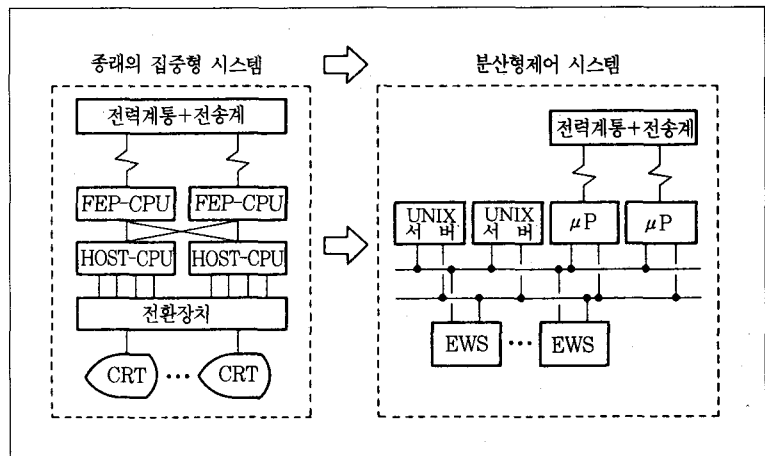 종래의 집중형 시스템
전력계통+전송계
FEP-CPU FEP-CPU
HOST-CPU HOST-CPU
전환장치
CRT ··· CRT
분산형제어 시스템
전력계통+전송계
UNIX 서 버
UNIX 서 버
μP μP
EWS ··· EWS